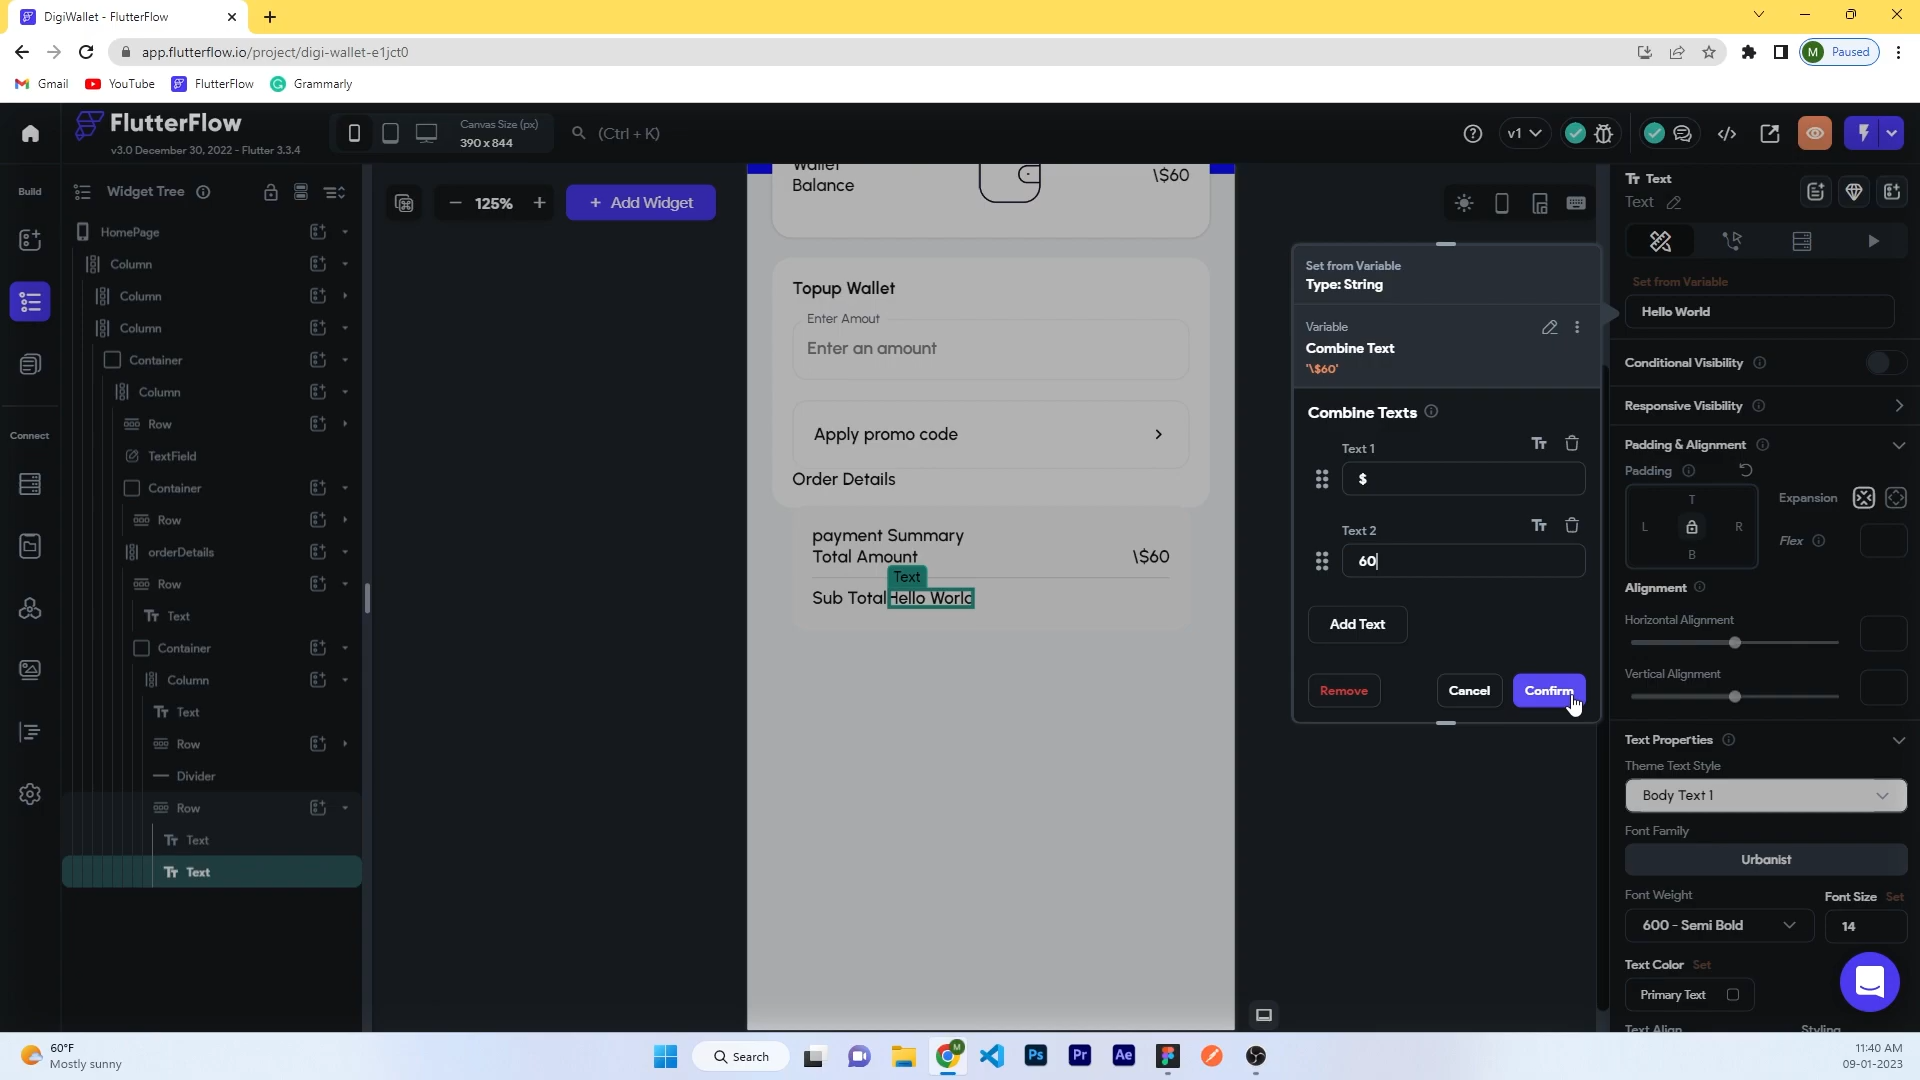 DigiWallet - FlutterFlow
app.flutterflow.io/project/digi-wallet-e1jct0
M Paused
Gmail
YouTube
FlutterFlow
Grammarly
FlutterFlow
v3.0 December 30, 2022 - Flutter 3.3.4
Canvas Size (px)
390 x 844
(Ctrl + K)
v1
Build
Connect
Widget Tree
HomePage
Column
Column
Column
Container
Column
Row
TextField
Container
Row
orderDetails
Row
Text
Container
Column
Text
Row
Divider
Row
Text
Text
125%
+ Add Widget
Wallet
Balance
\$60
Topup Wallet
Enter Amout
Enter an amount
Apply promo code
Order Details
payment Summary
Total Amount
\$60
Text
Sub Total
Hello World
Set from Variable
Type: String
Variable
Combine Text
'\$60'
Combine Texts
Text 1
$
Text 2
60
Add Text
Remove
Cancel
Confirm
Text
Text
Set from Variable
Hello World
Conditional Visibility
Responsive Visibility
Padding & Alignment
Padding
T
L
R
B
Expansion
Flex
Alignment
Horizontal Alignment
Vertical Alignment
Text Properties
Theme Text Style
Body Text 1
Font Family
Urbanist
Font Weight
Font Size Set
600 - Semi Bold
14
Text Color Set
Primary Text
Text Align
Styling
60°F
Mostly sunny
Search
M
Ps
Pr
Ae
11:40 AM
09-01-2023